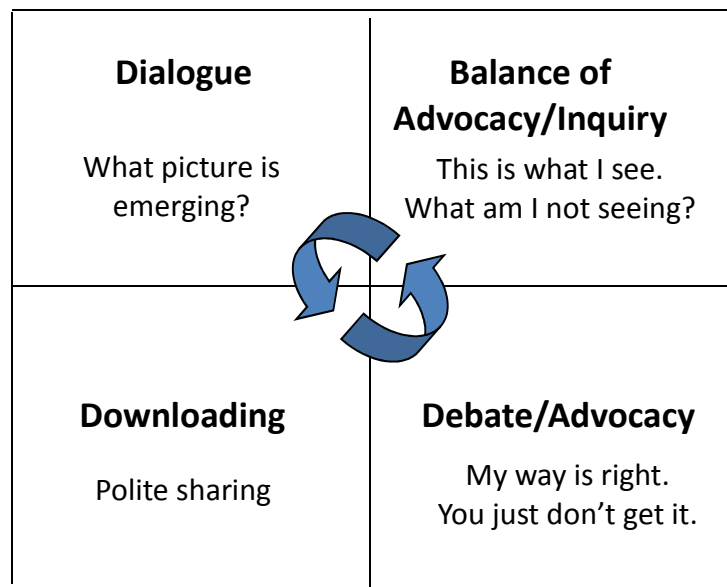 Dialogue
What picture is
emerging?
Balance of
Advocacy/Inquiry
This is what I see.
What am I not seeing?
Downloading
Polite sharing
Debate/Advocacy
My way is right.
You just don’t get it.